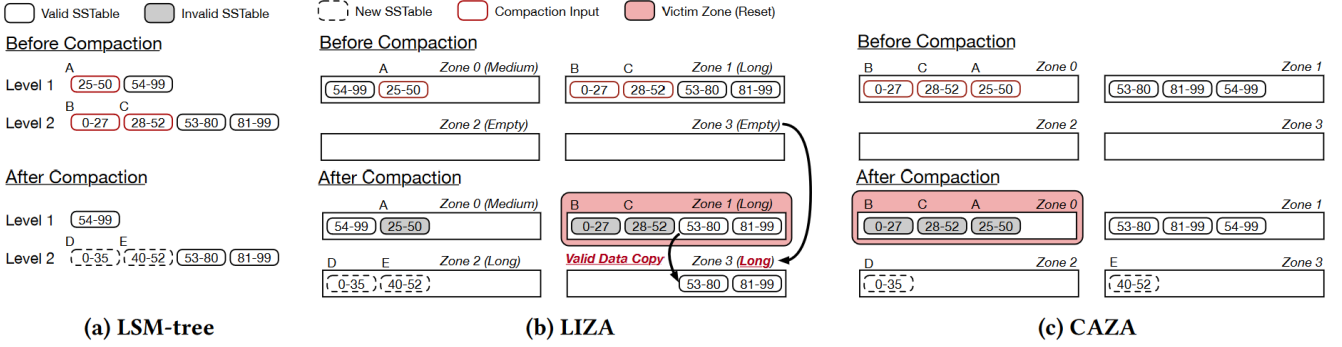 Valid SSTable Invalid SSTable New SSTable Compaction Input Victim Zone (Reset)
Before Compaction
A
Level 1 25-50 54-99
B C
Level 2 0-27 28-52 53-80 81-99
After Compaction
Level 1 54-99
D E
Level 2 0-35 40-52 53-80 81-99
(a) LSM-tree
Before Compaction
A Zone 0 (Medium)
54-99 25-50
B C Zone 1 (Long)
0-27 28-52 53-80 81-99
Zone 2 (Empty)
Zone 3 (Empty)
After Compaction
A Zone 0 (Medium)
54-99 25-50
B C Zone 1 (Long)
0-27 28-52 53-80 81-99
Valid Data Copy
D E Zone 2 (Long)
0-35 40-52
Zone 3 (Long)
53-80 81-99
(b) LIZA
Before Compaction
B C A Zone 0
0-27 28-52 25-50
Zone 1
53-80 81-99 54-99
Zone 2
Zone 3
After Compaction
B C A Zone 0
0-27 28-52 25-50
Zone 1
53-80 81-99 54-99
D Zone 2
0-35
E Zone 3
40-52
(c) CAZA